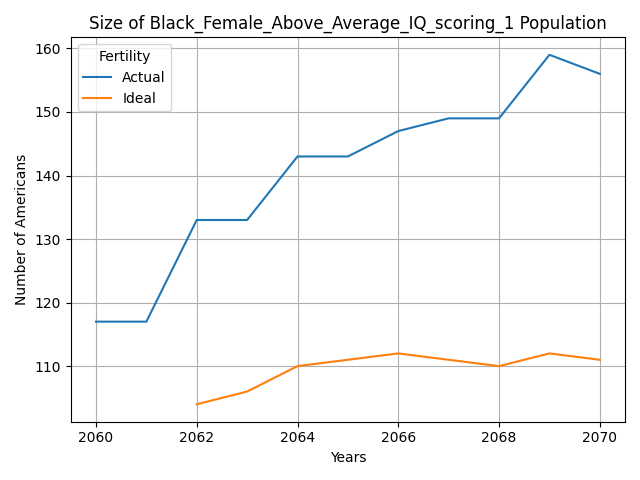 Size of Black_Female_Above_Average_IQ_scoring_1 Population
Fertility
Actual
Ideal
Number of Americans
160
150
140
130
120
110
2060 2062 2064 2066 2068 2070
Years